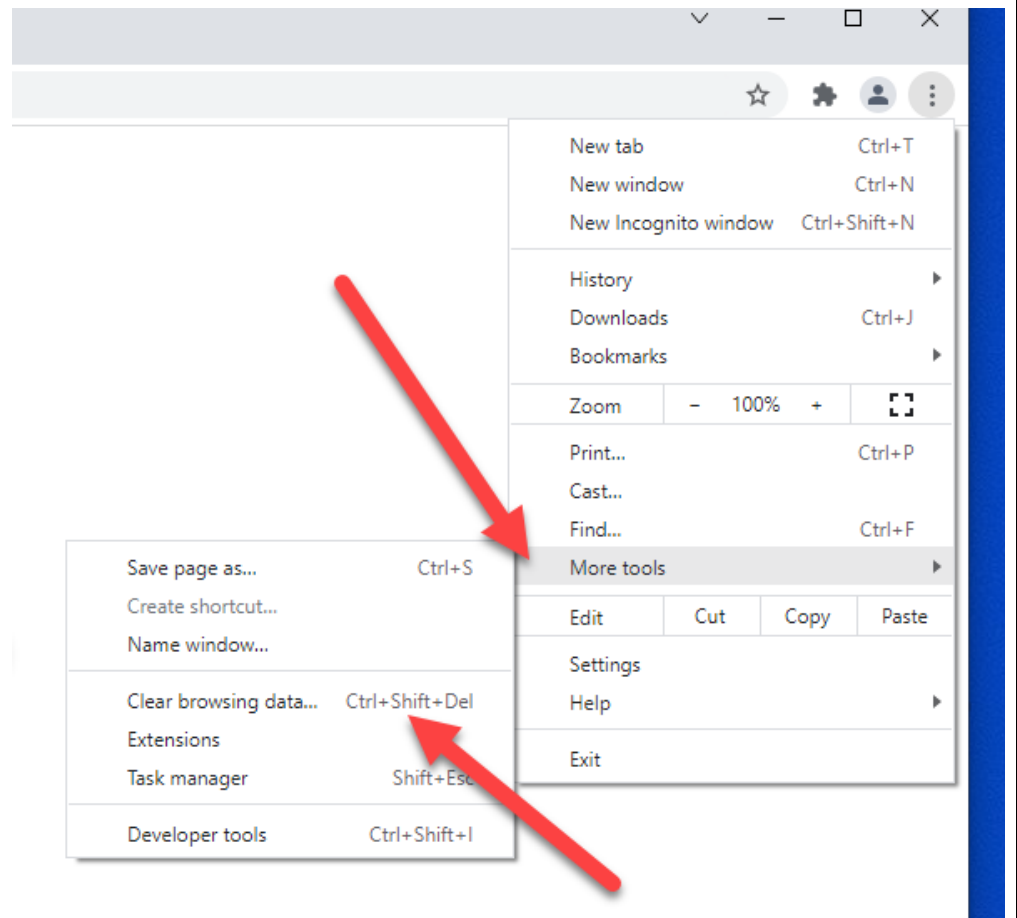 New tab Ctrl+T
New window Ctrl+N
New Incognito window Ctrl+Shift+N
History
Downloads Ctrl+J
Bookmarks
Zoom - 100% +
Print... Ctrl+P
Cast...
Find... Ctrl+F
More tools
Edit Cut Copy Paste
Settings
Help
Exit
Save page as... Ctrl+S
Create shortcut...
Name window...
Clear browsing data... Ctrl+Shift+Del
Extensions
Task manager Shift+Esc
Developer tools Ctrl+Shift+I